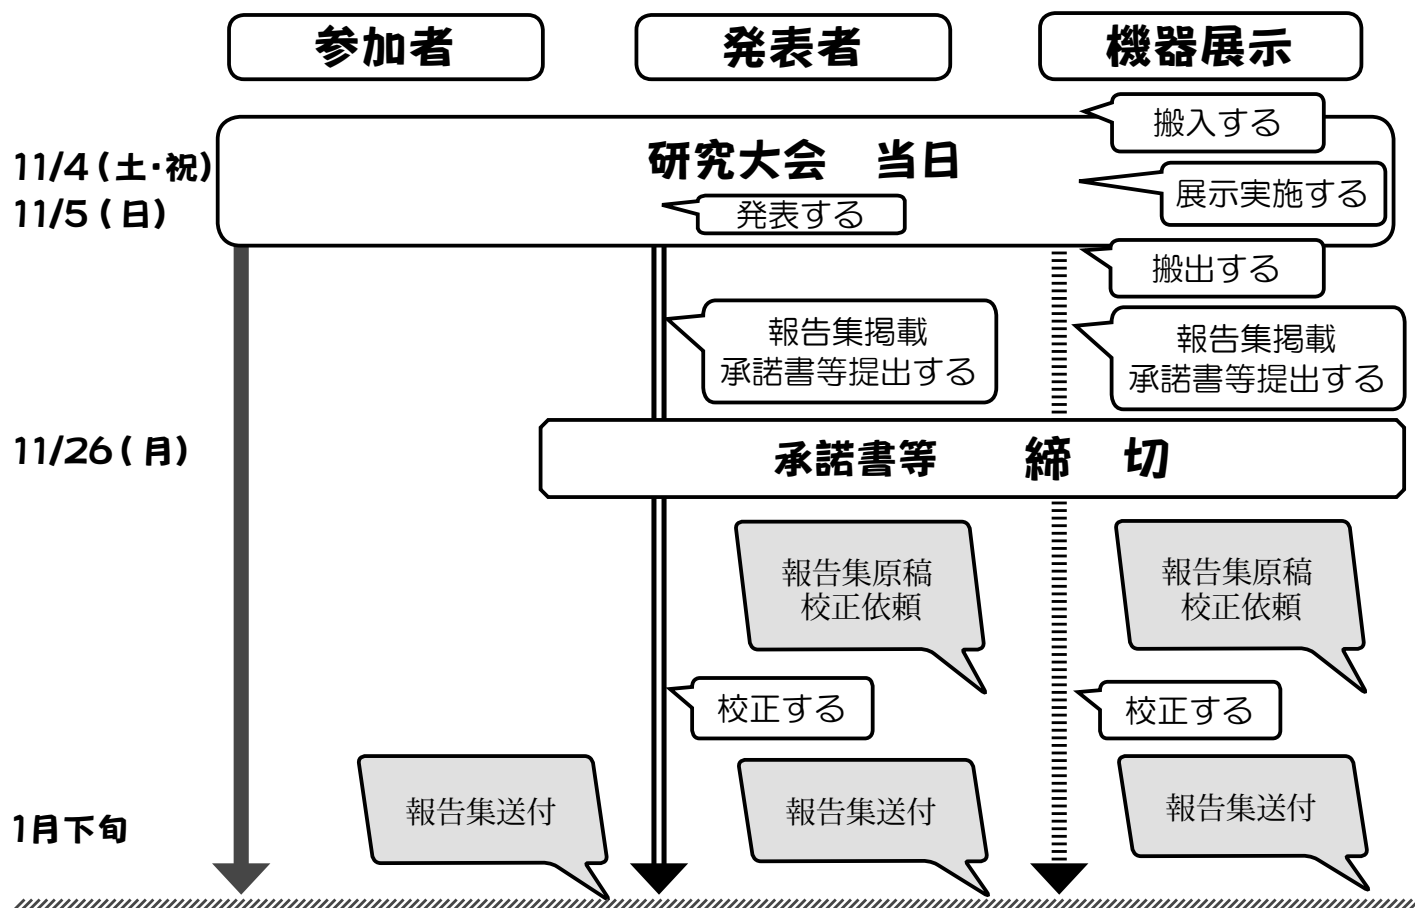 参加者
発表者
機器展示
搬入する
11/4(土・祝)
研究大会　当日
展示実施する
11/5(日)
発表する
搬出する
報告集掲載
承諾書等提出する
報告集掲載
承諾書等提出する
11/26(月)
承諾書等　締　切
報告集原稿
校正依頼
報告集原稿
校正依頼
校正する
校正する
1月下旬
報告集送付
報告集送付
報告集送付